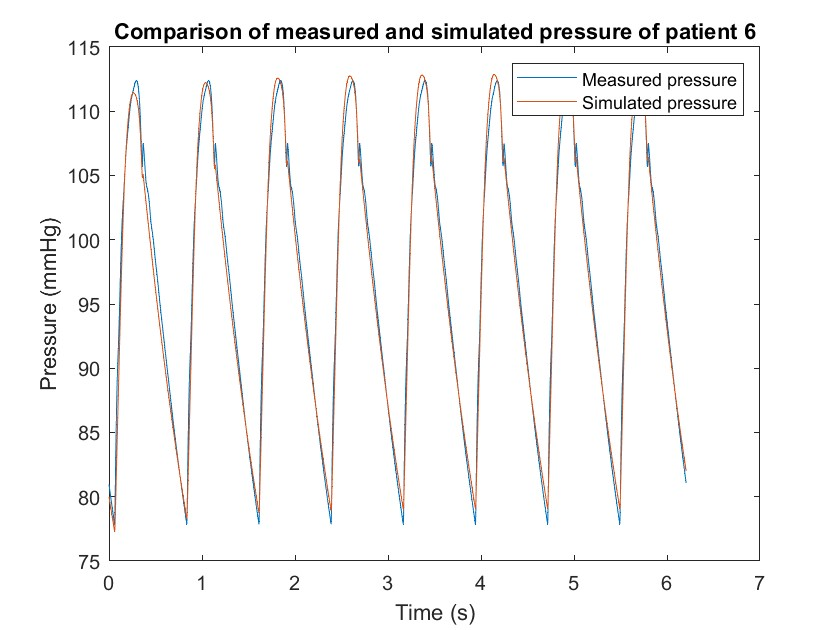 Comparison of measured and simulated pressure of patient 6
115
110
105
100
95
90
85
80
75
Pressure (mmHg)
Measured pressure
Simulated pressure
0 1 2 3 4 5 6 7
Time (s)